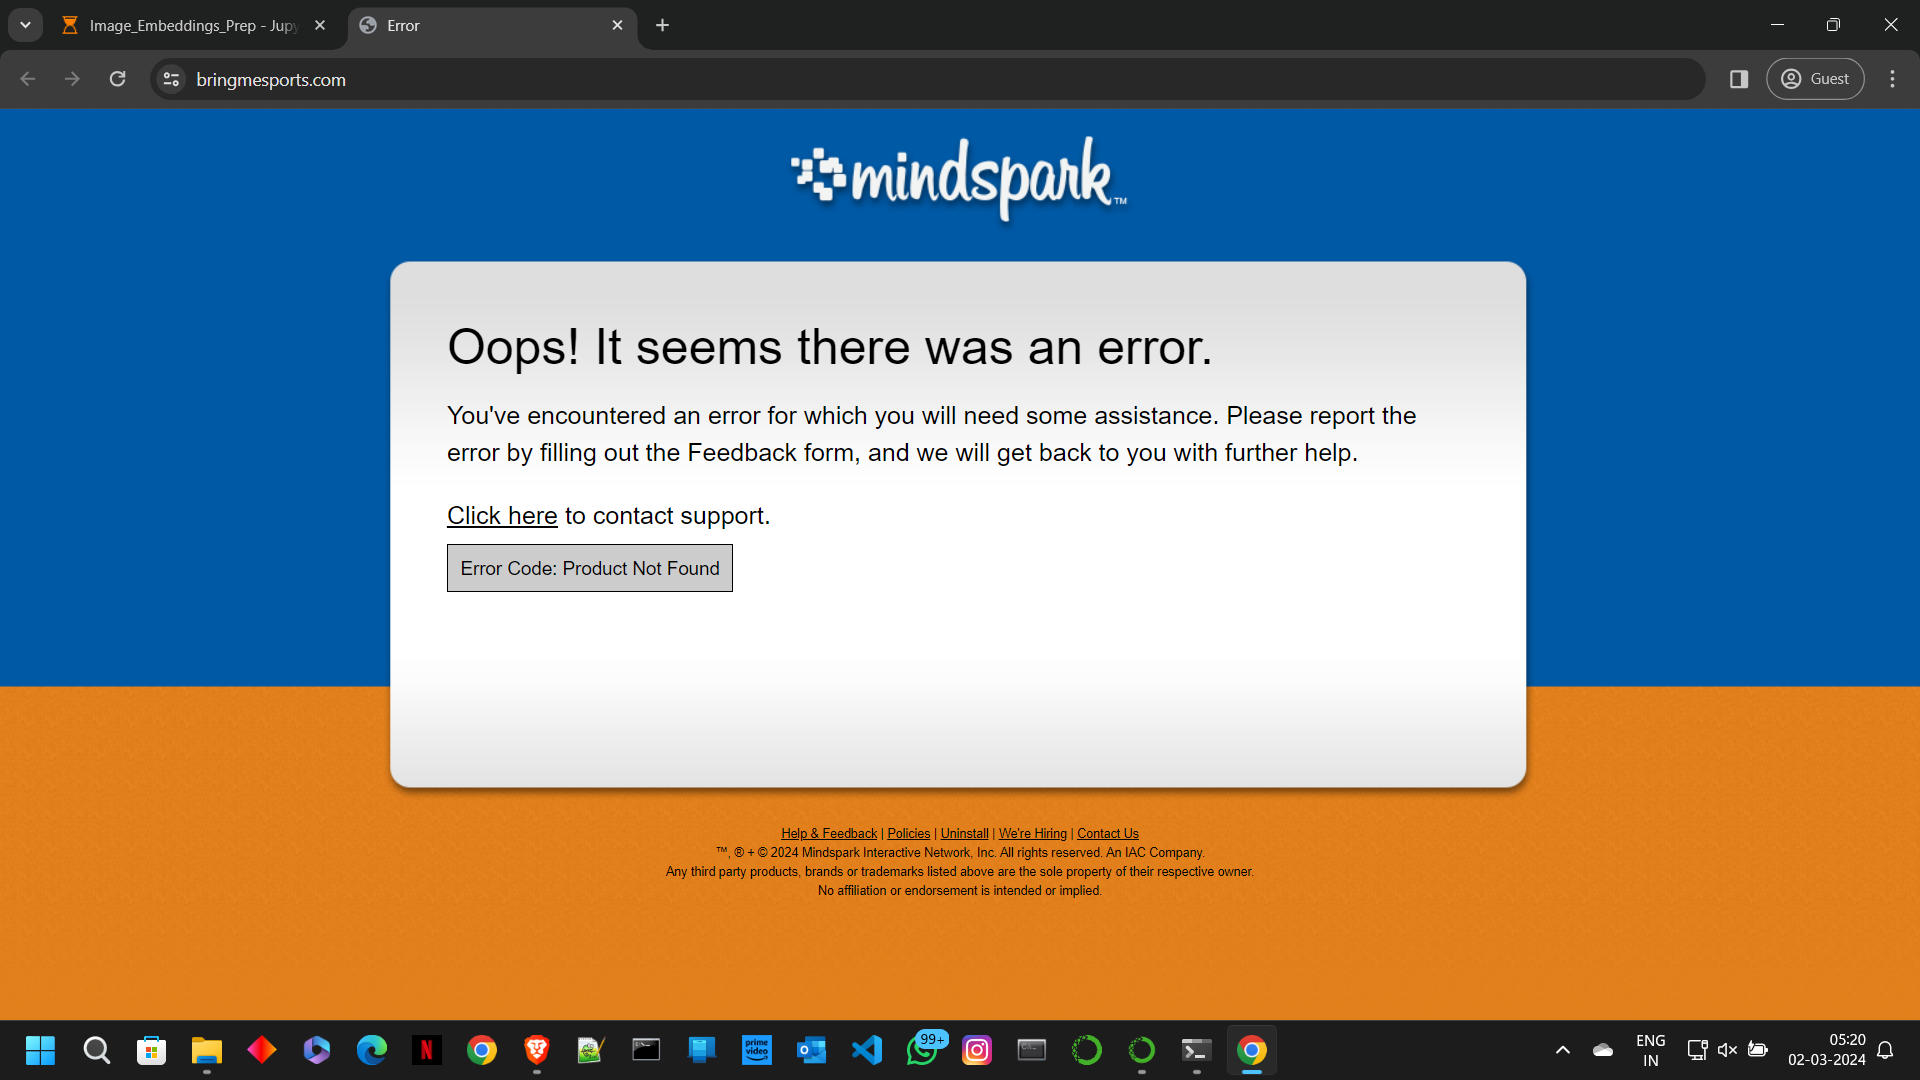 Image_Embeddings_Prep - Jupy
Error
bringmesports.com
Guest
mindspark™
Oops! It seems there was an error.
You've encountered an error for which you will need some assistance. Please report the
error by filling out the Feedback form, and we will get back to you with further help.
Click here to contact support.
Error Code: Product Not Found
Help & Feedback | Policies | Uninstall | We're Hiring | Contact Us
™, ® + © 2024 Mindspark Interactive Network, Inc. All rights reserved. An IAC Company.
Any third party products, brands or trademarks listed above are the sole property of their respective owner.
No affiliation or endorsement is intended or implied.
N
prime
video
99+
ENG
IN
05:20
02-03-2024